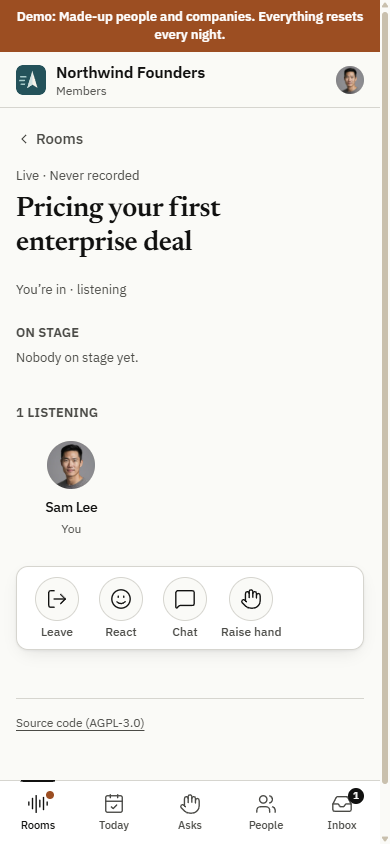 Demo: Made-up people and companies. Everything resets
every night.
Northwind Founders
Members
Rooms
Live · Never recorded
Pricing your first
enterprise deal
You’re in · listening
ON STAGE
Nobody on stage yet.
1 LISTENING
Sam Lee
You
Leave React Chat Raise hand
Source code (AGPL-3.0)
1
Rooms Today Asks People Inbox